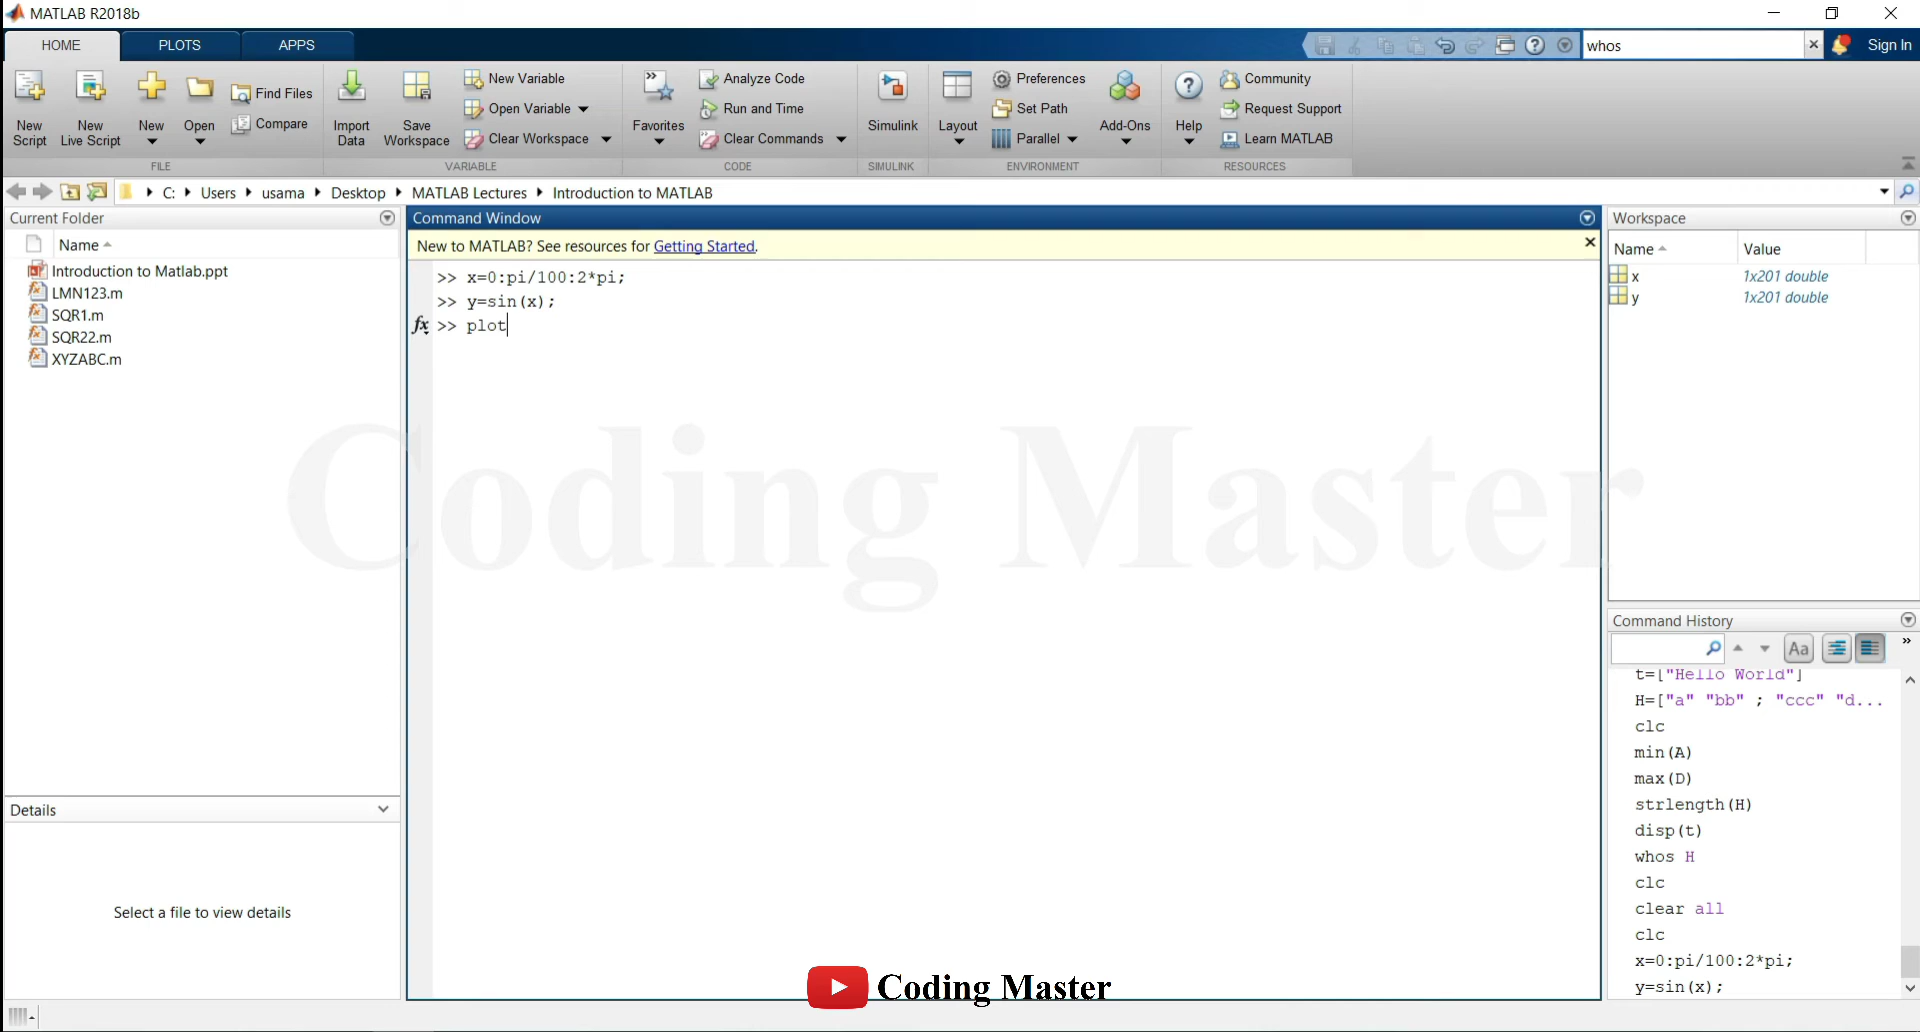 MATLAB R2018b
HOME PLOTS APPS
whos
Sign In
New Script
New Live Script
New
Open
Find Files
Compare
FILE
Import Data
Save Workspace
New Variable
Open Variable
Clear Workspace
VARIABLE
Favorites
Analyze Code
Run and Time
Clear Commands
CODE
Simulink
SIMULINK
Layout
Preferences
Set Path
Parallel
Add-Ons
ENVIRONMENT
Help
Community
Request Support
Learn MATLAB
RESOURCES
C: Users usama Desktop MATLAB Lectures Introduction to MATLAB
Current Folder
Name
Introduction to Matlab.ppt
LMN123.m
SQR1.m
SQR22.m
XYZABC.m
Details
Select a file to view details
Command Window
New to MATLAB? See resources for Getting Started.
>> x=0:pi/100:2*pi;
>> y=sin(x);
fx >> plot
Coding Master
Coding Master
Workspace
Name Value
x 1x201 double
y 1x201 double
Command History
Aa
t=["Hello World"]
H=["a" "bb" ; "ccc" "d...
clc
min(A)
max(D)
strlength(H)
disp(t)
whos H
clc
clear all
clc
x=0:pi/100:2*pi;
y=sin(x);